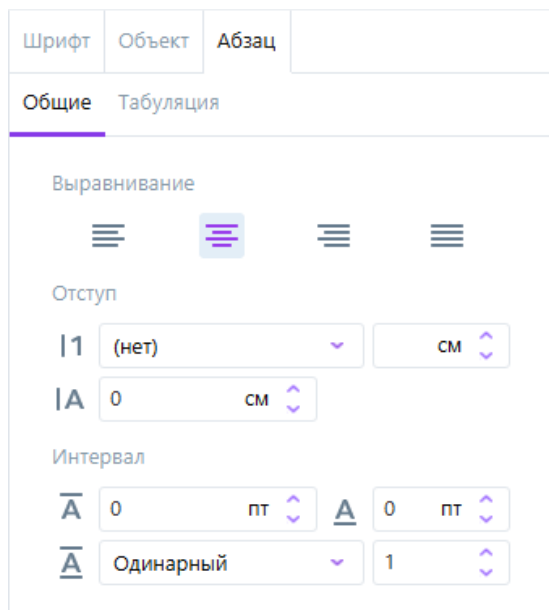 Шрифт Объект Абзац
Общие Табуляция
Выравнивание
Отступ
1 (нет) см
A 0 см
Интервал
A 0 пт A 0 пт
A Одинарный 1